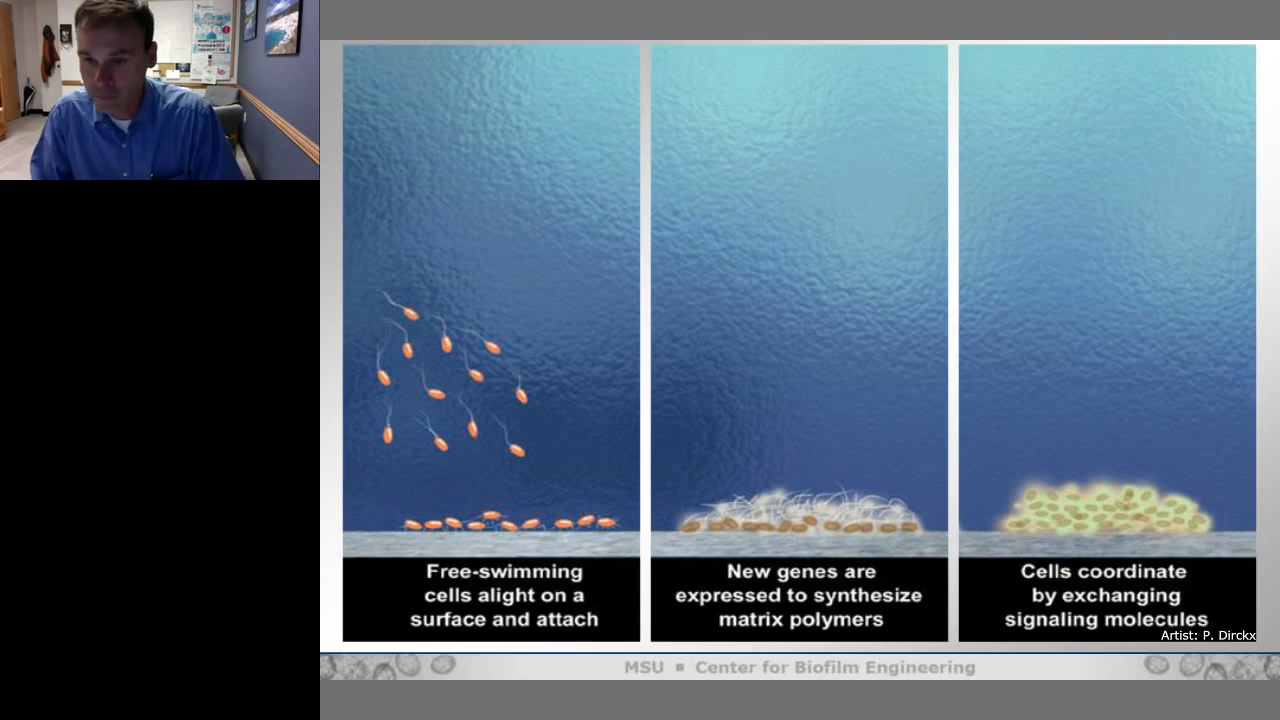 Free-swimming
cells alight on a
surface and attach
New genes are
expressed to synthesize
matrix polymers
Cells coordinate
by exchanging
signaling molecules
Artist: P. Dirckx
MSU ▪ Center for Biofilm Engineering